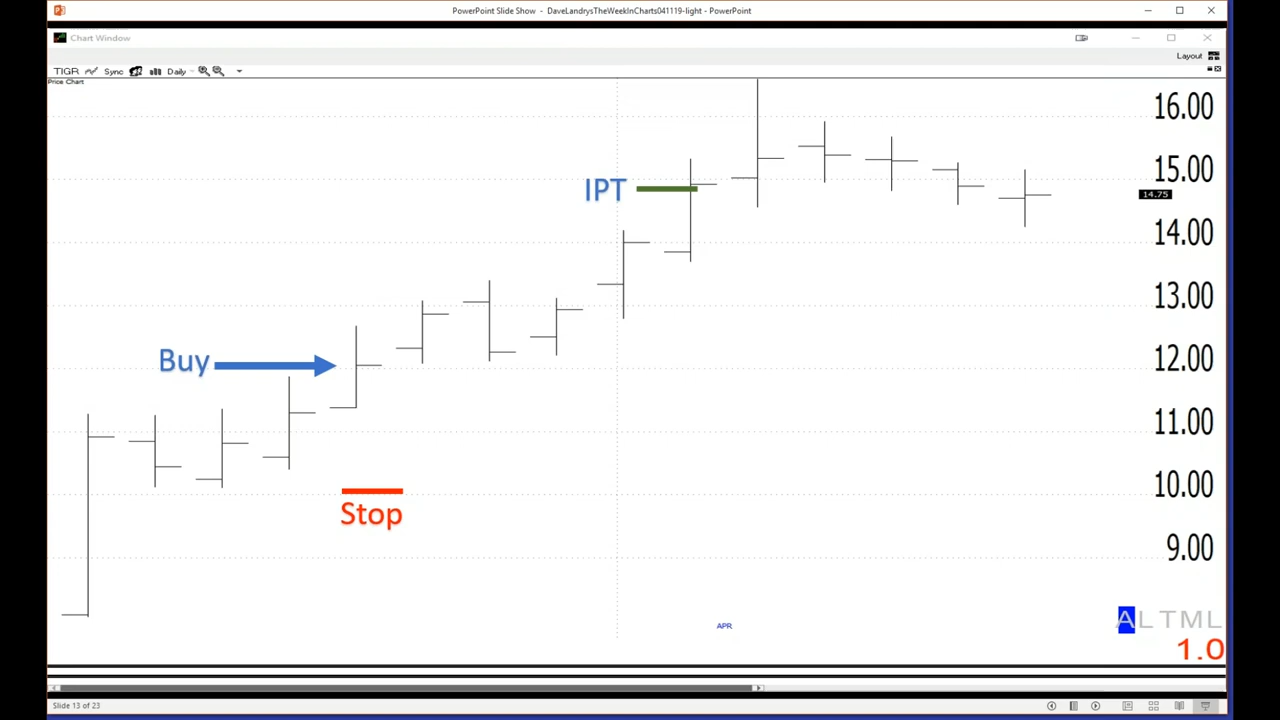 PowerPoint Slide Show - DaveLandrysTheWeekInCharts041119-light - PowerPoint
Chart Window
Layout
TIGR Sync Daily
Price Chart
16.00
15.00
IPT
14.75
14.00
13.00
12.00
Buy
11.00
10.00
Stop
9.00
ALTML
APR
1.0
Slide 13 of 23